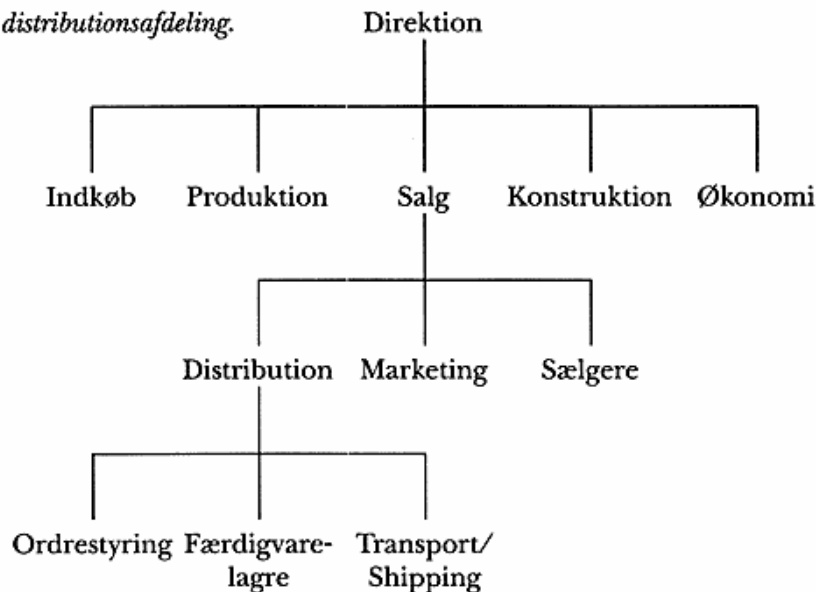 distributionsafdeling.
Direktion
Indkøb Produktion Salg Konstruktion Økonomi
Distribution Marketing Sælgere
Ordrestyring Færdigvare- Transport/
lagre Shipping